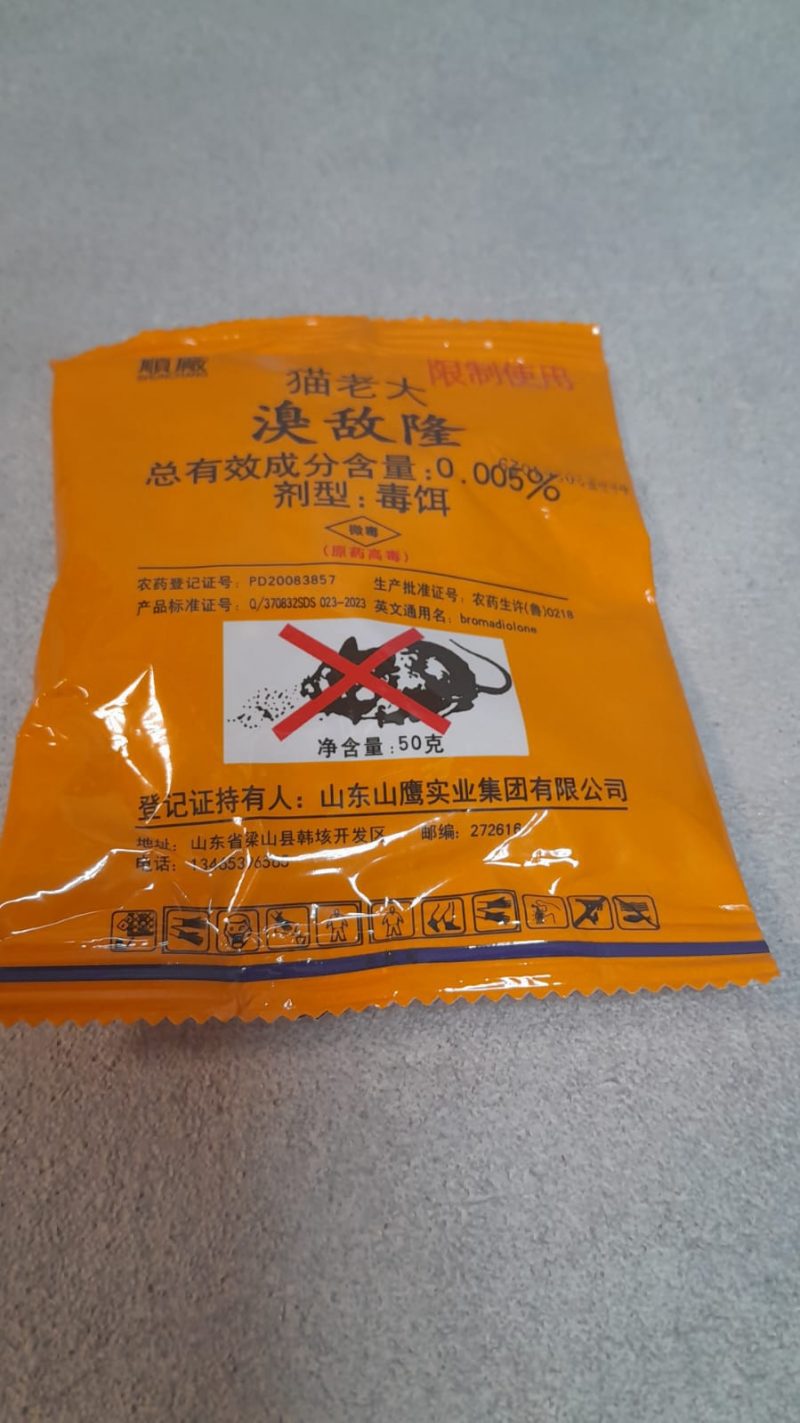 順厰
限制使用
猫老大
溴敌隆
总有效成分含量:0.005%
剂型:毒饵
微毒
(原药高毒)
农药登记证号: PD20083857
生产批准证号: 农药生许(鲁)0218
产品标准证号: Q/370832SDS 023-2023
英文通用名: bromadiolone
净含量:50克
登记证持有人: 山东山鹰实业集团有限公司
地址: 山东省梁山县韩垓开发区 邮编: 272616
电话: